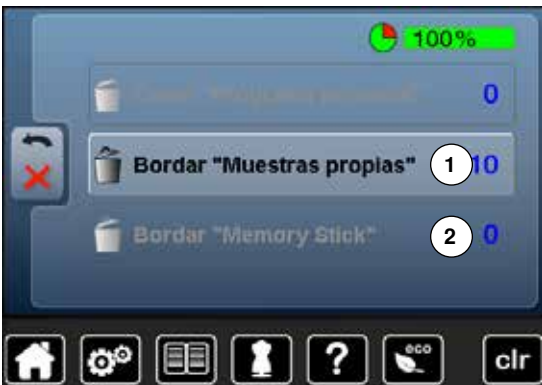 100%
0
Bordar "Muestras propias" 1 10
Bordar "Memory Stick" 2 0
? eco clr